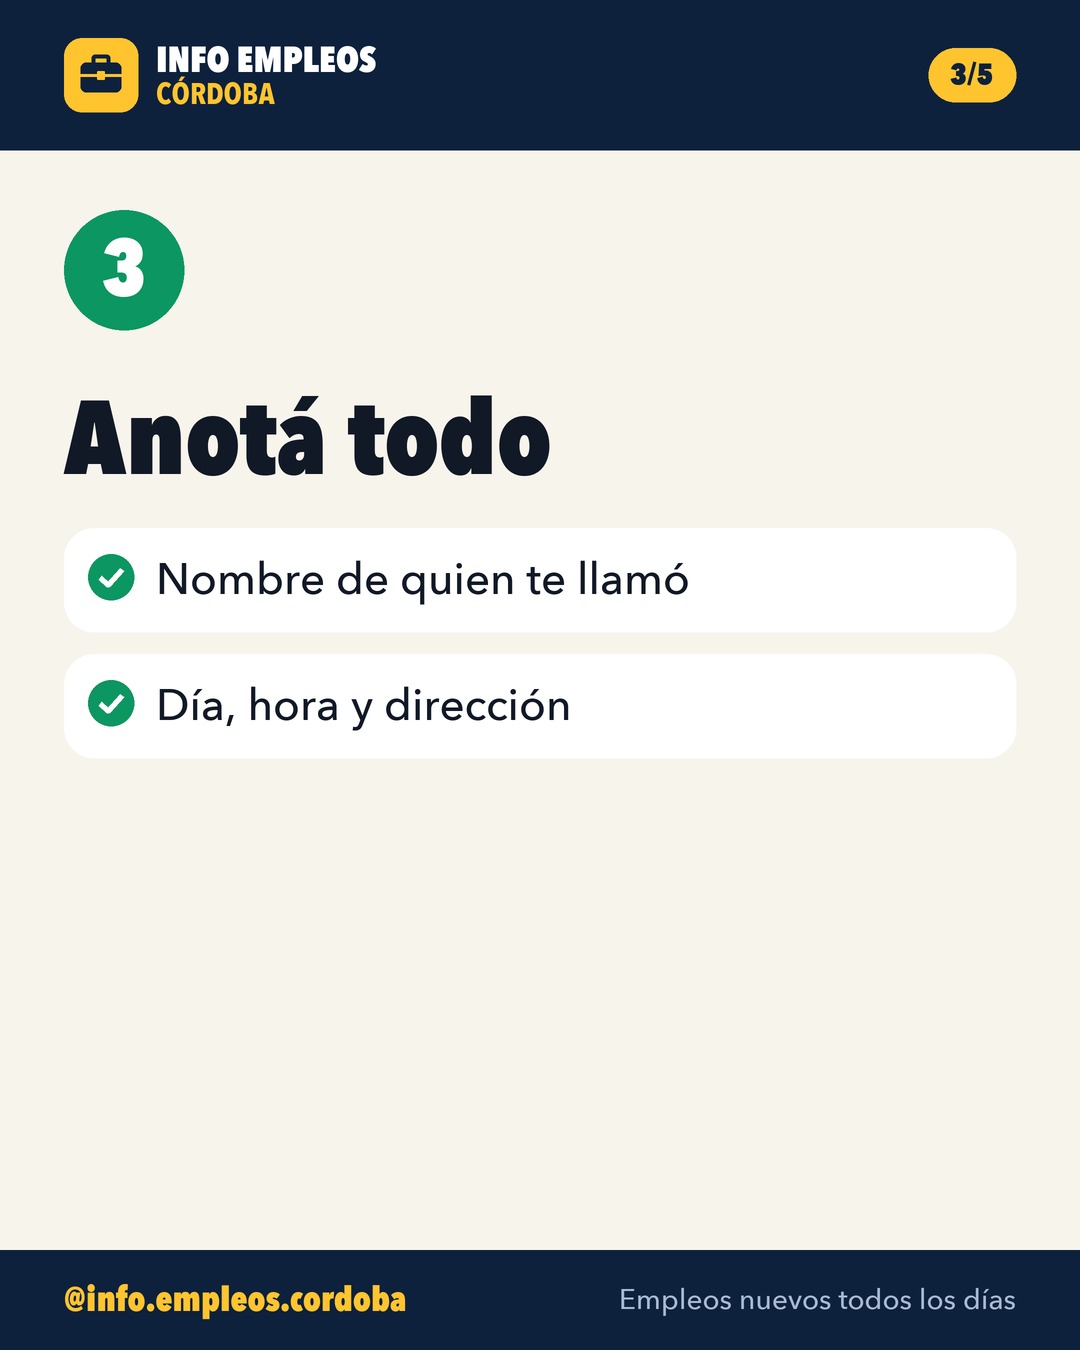 INFO EMPLEOS
CÓRDOBA
3/5
3
Anotá todo
Nombre de quien te llamó
Día, hora y dirección
@info.empleos.cordoba
Empleos nuevos todos los días